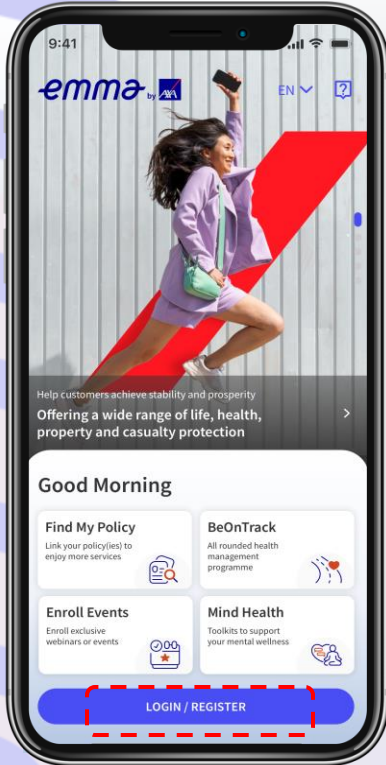 9:41
emma by AXA
EN
Help customers achieve stability and prosperity
Offering a wide range of life, health,
property and casualty protection
Good Morning
Find My Policy
Link your policy(ies) to
enjoy more services
BeOnTrack
All rounded health
management
programme
Enroll Events
Enroll exclusive
webinars or events
Mind Health
Toolkits to support
your mental wellness
LOGIN / REGISTER